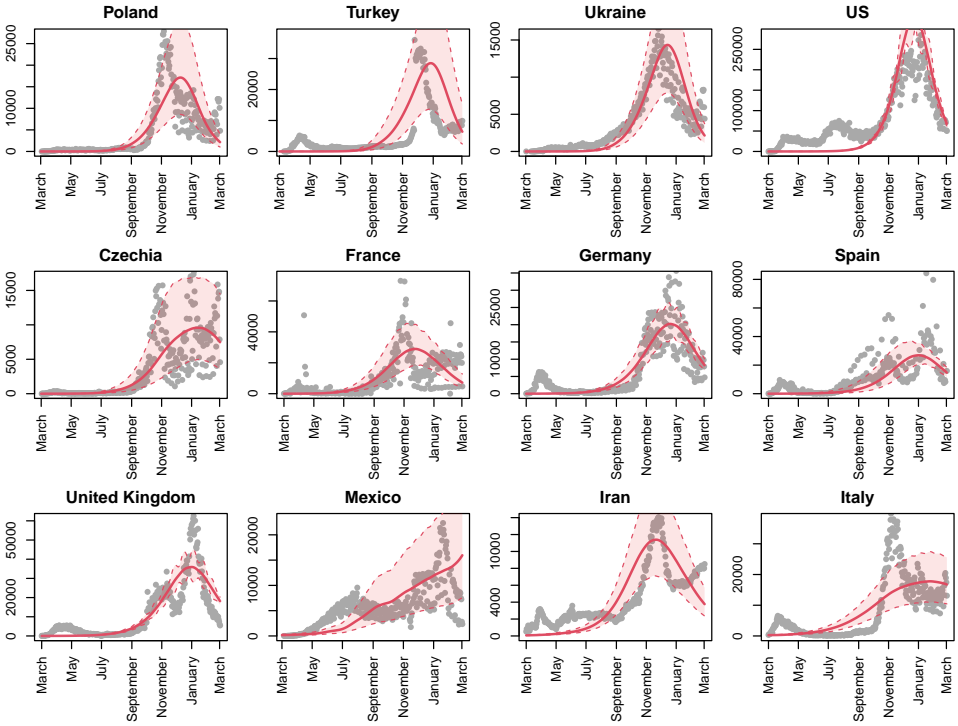 Poland
Turkey
Ukraine
US
0
10000
25000
March
May
July
September
November
January
March
0
20000
March
May
July
September
November
January
March
0
5000
15000
March
May
July
September
November
January
March
0
100000
250000
March
May
July
September
November
January
March
Czechia
France
Germany
Spain
0
5000
15000
March
May
July
September
November
January
March
0
40000
March
May
July
September
November
January
March
0
10000
20000
35000
March
May
July
September
November
January
March
0
40000
80000
March
May
July
September
November
January
March
United Kingdom
Mexico
Iran
Italy
0
20000
50000
March
May
July
September
November
January
March
0
10000
20000
March
May
July
September
November
January
March
0
4000
10000
March
May
July
September
November
January
March
0
20000
March
May
July
September
November
January
March